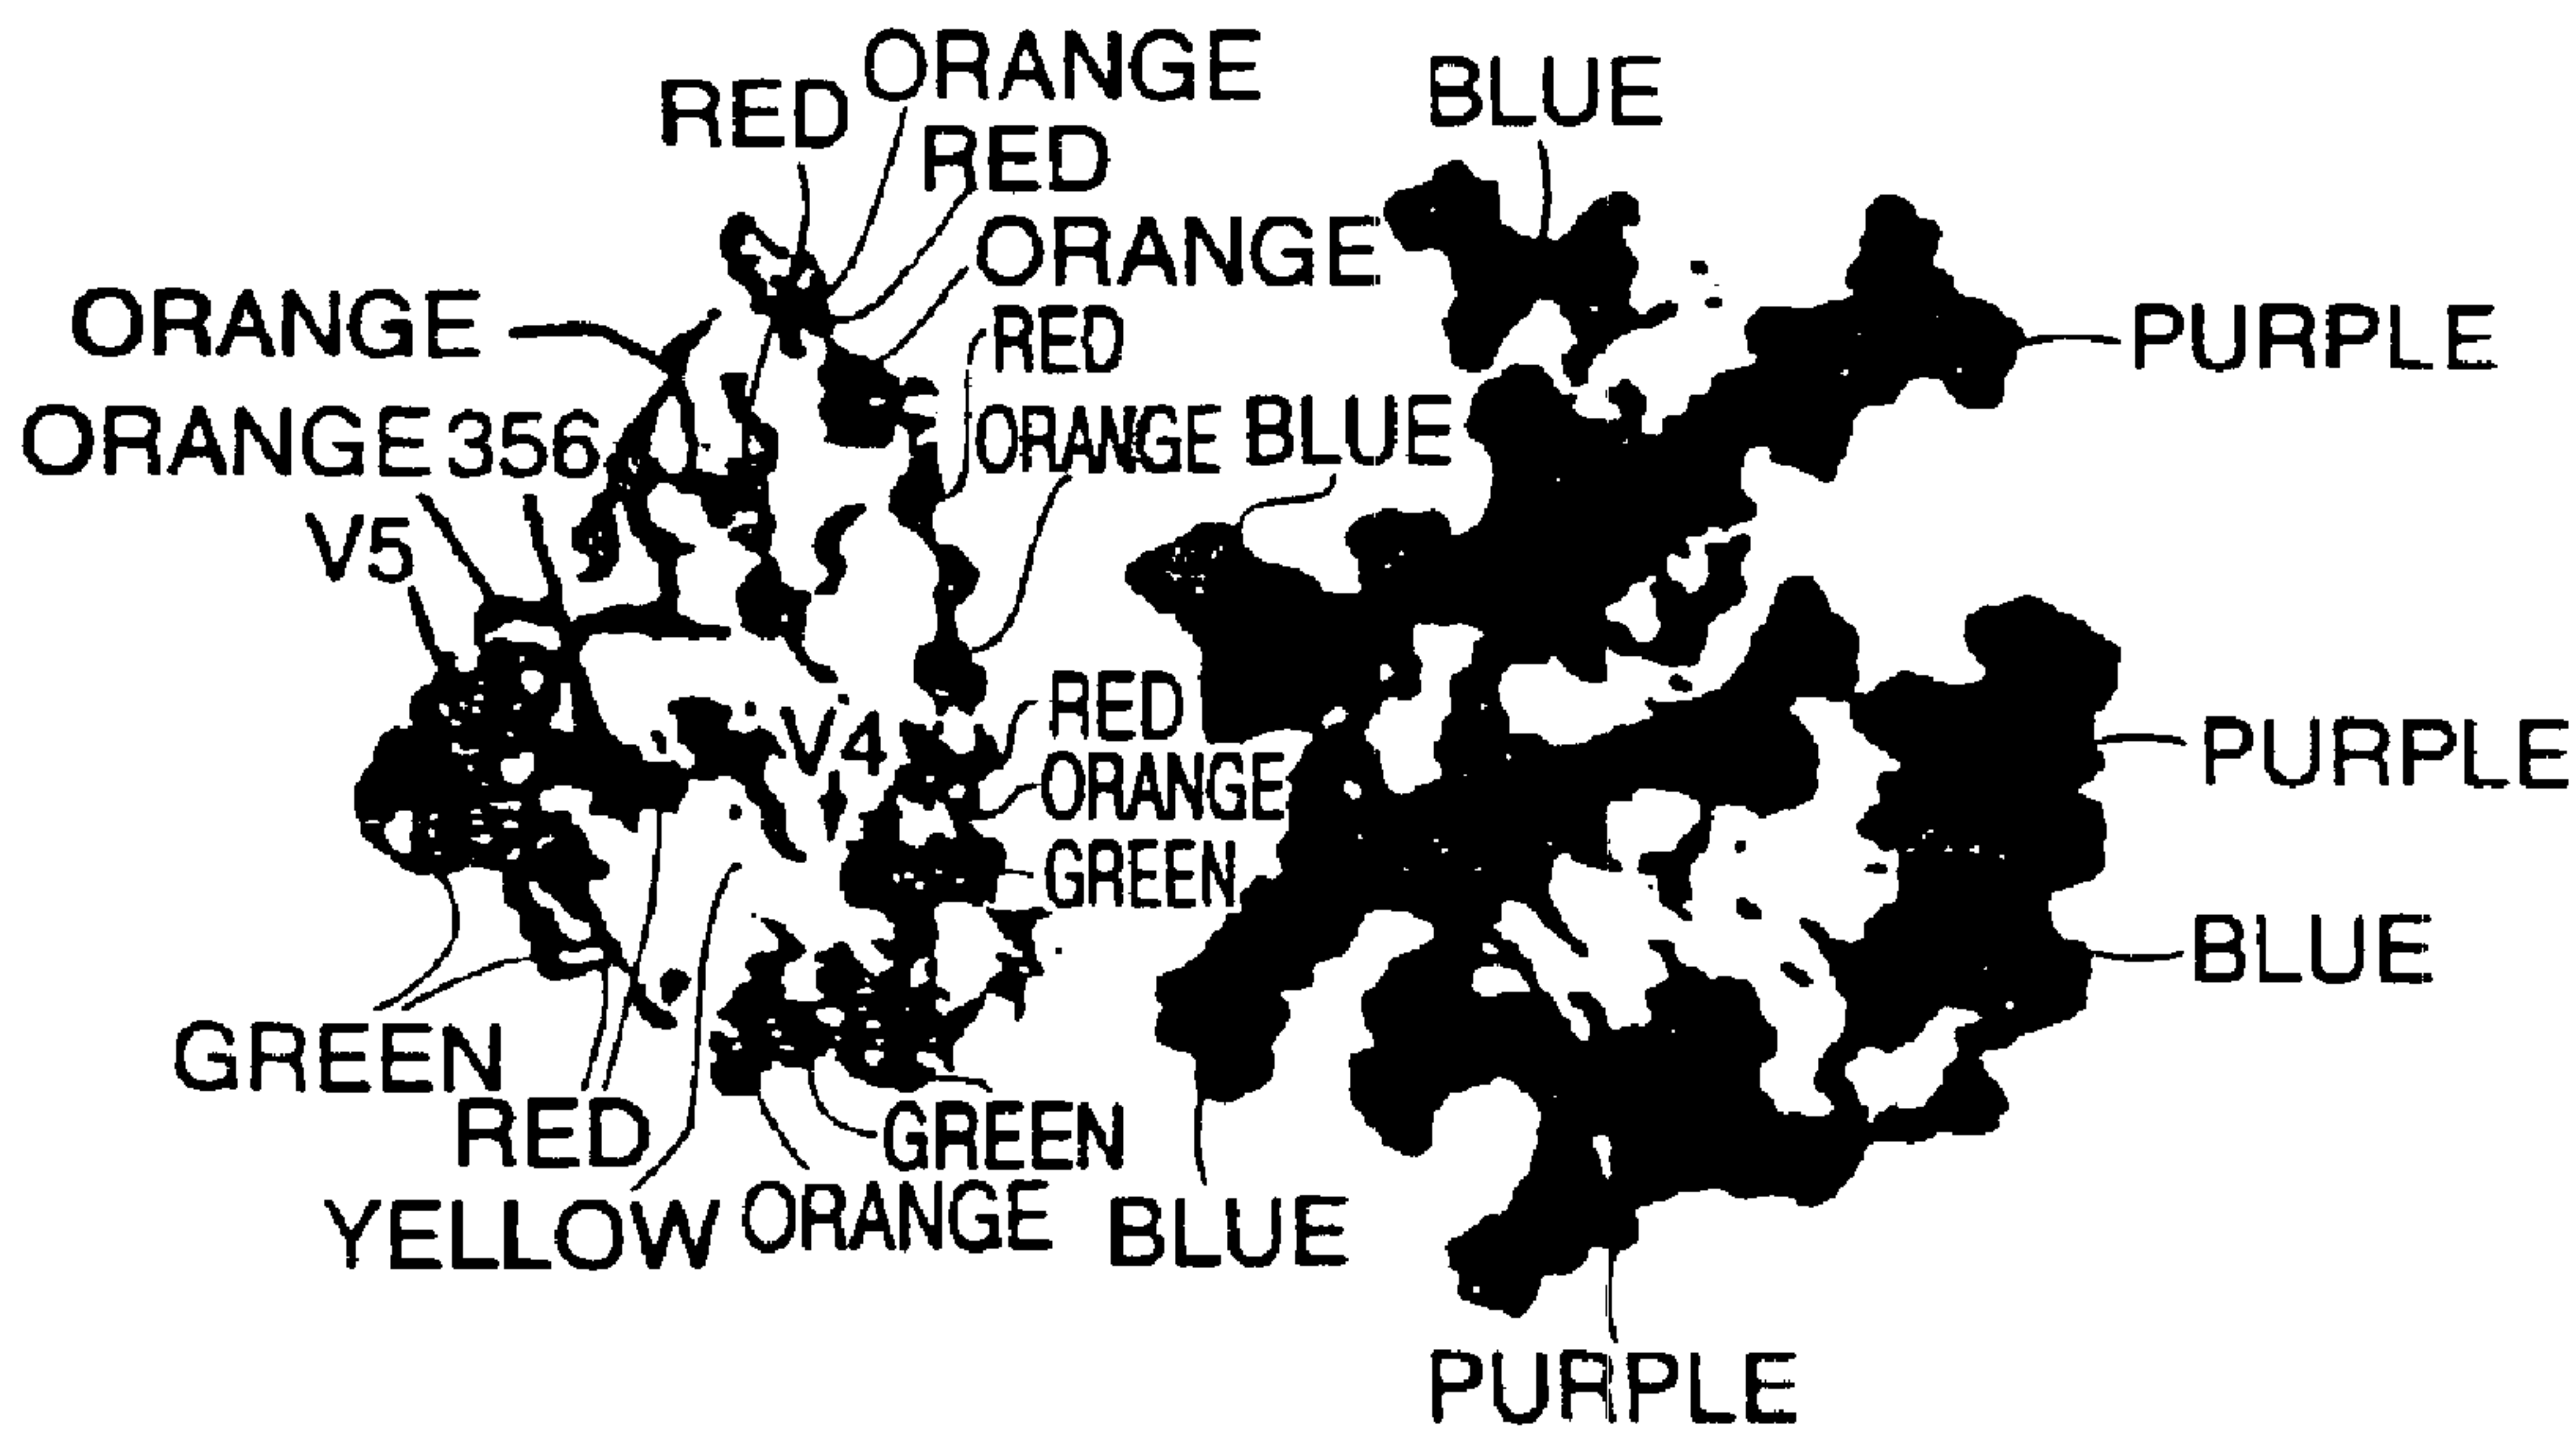 ORANGE
RED
BLUE
RED
ORANGE
ORANGE
RED
PURPLE
ORANGE 356
ORANGE
BLUE
V5
RED
V4
PURPLE
ORANGE
GREEN
BLUE
GREEN
RED
GREEN
YELLOW
ORANGE
BLUE
PURPLE